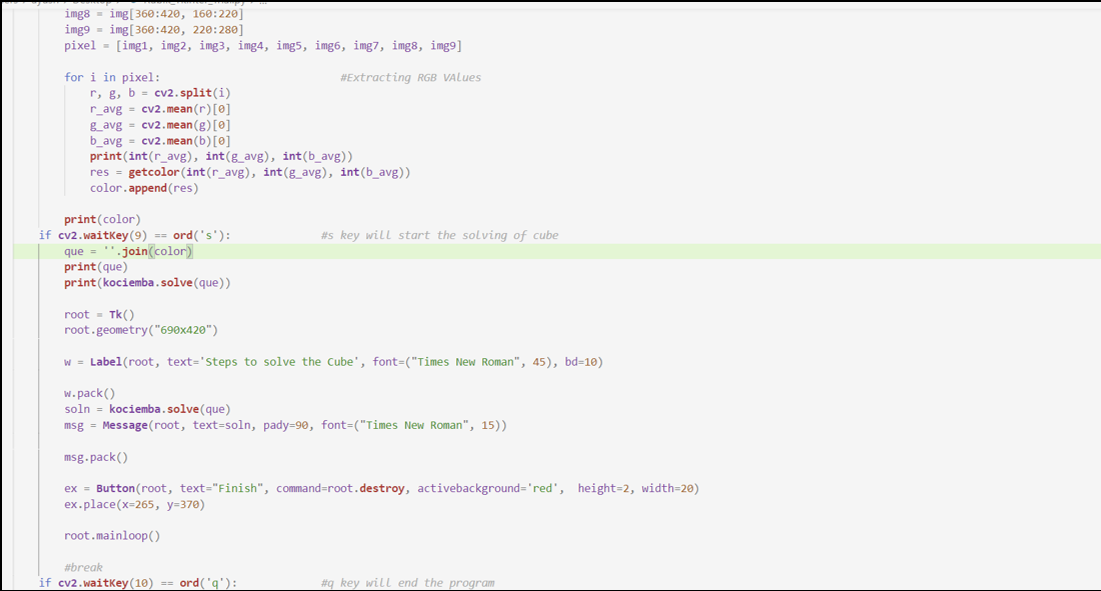 img8 = img[360:420, 160:220]
img9 = img[360:420, 220:280]
pixel = [img1, img2, img3, img4, img5, img6, img7, img8, img9]
for i in pixel: #Extracting RGB VAlues
r, g, b = cv2.split(i)
r_avg = cv2.mean(r)[0]
g_avg = cv2.mean(g)[0]
b_avg = cv2.mean(b)[0]
print(int(r_avg), int(g_avg), int(b_avg))
res = getcolor(int(r_avg), int(g_avg), int(b_avg))
color.append(res)
print(color)
if cv2.waitKey(9) == ord('s'): #s key will start the solving of cube
que = ''.join(color)
print(que)
print(kociemba.solve(que))
root = Tk()
root.geometry("690x420")
w = Label(root, text='Steps to solve the Cube', font=("Times New Roman", 45), bd=10)
w.pack()
soln = kociemba.solve(que)
msg = Message(root, text=soln, pady=90, font=("Times New Roman", 15))
msg.pack()
ex = Button(root, text="Finish", command=root.destroy, activebackground='red',  height=2, width=20)
ex.place(x=265, y=370)
root.mainloop()
#break
if cv2.waitKey(10) == ord('q'): #q key will end the program